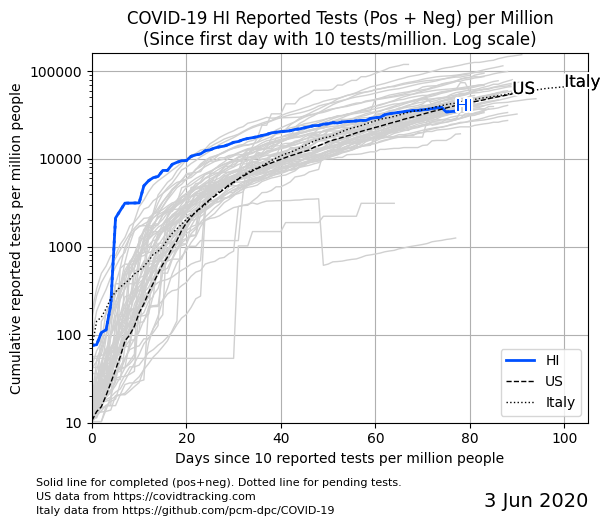 COVID-19 HI Reported Tests (Pos + Neg) per Million
(Since first day with 10 tests/million. Log scale)
Cumulative reported tests per million people
100000
10000
1000
100
10
HI
US
Italy
HI
US
Italy
0
20
40
60
80
100
Days since 10 reported tests per million people
Solid line for completed (pos+neg). Dotted line for pending tests.
US data from https://covidtracking.com
Italy data from https://github.com/pcm-dpc/COVID-19
3 Jun 2020